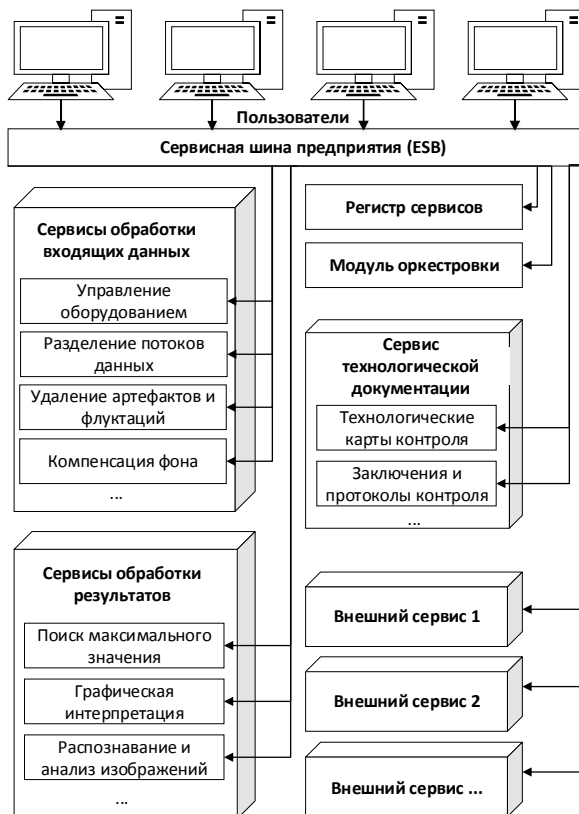 Пользователи
Сервисная шина предприятия (ESB)
Сервисы обработки
входящих данных
Управление
оборудованием
Разделение потоков
данных
Удаление артефактов и
флуктаций
Компенсация фона
...
Сервисы обработки
результатов
Поиск максимального
значения
Графическая
интерпретация
Распознавание и
анализ изображений
...
Регистр сервисов
Модуль оркестровки
Сервис
технологической
документации
Технологические
карты контроля
Заключения и
протоколы контроля
...
Внешний сервис 1
Внешний сервис 2
Внешний сервис ...